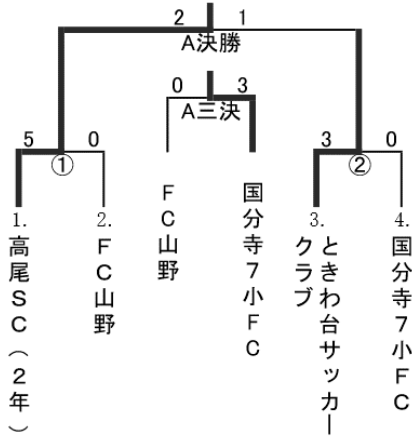 2 1
A決勝
0 3
A三決
5 0
①
3 0
②
FC山野
国分寺7小FC
1.
高尾SC(2年)
2.
FC山野
3.
ときわ台サッカー
クラブ
4.
国分寺7小FC